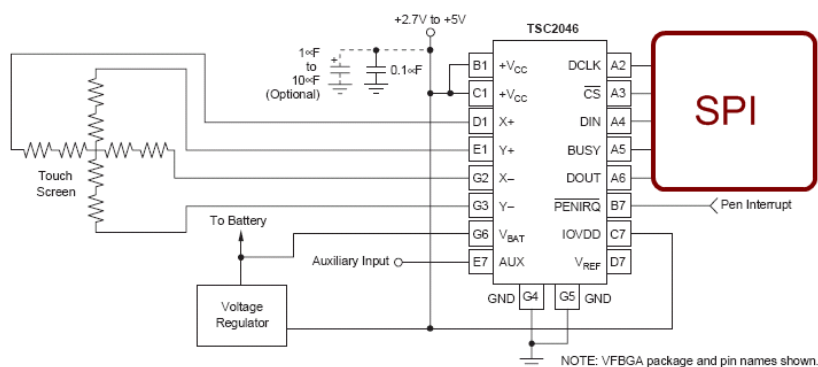 +2.7V to +5V
TSC2046
1∝F
to
10∝F
(Optional)
+
0.1∝F
B1 +VCC
C1 +VCC
D1 X+
E1 Y+
G2 X–
G3 Y–
G6 VBAT
E7 AUX
DCLK A2
CS A3
DIN A4
BUSY A5
DOUT A6
PENIRQ B7
IOVDD C7
VREF D7
GND G4 G5 GND
SPI
Pen Interrupt
Touch
Screen
To Battery
Auxiliary Input
Voltage
Regulator
NOTE: VFBGA package and pin names shown.